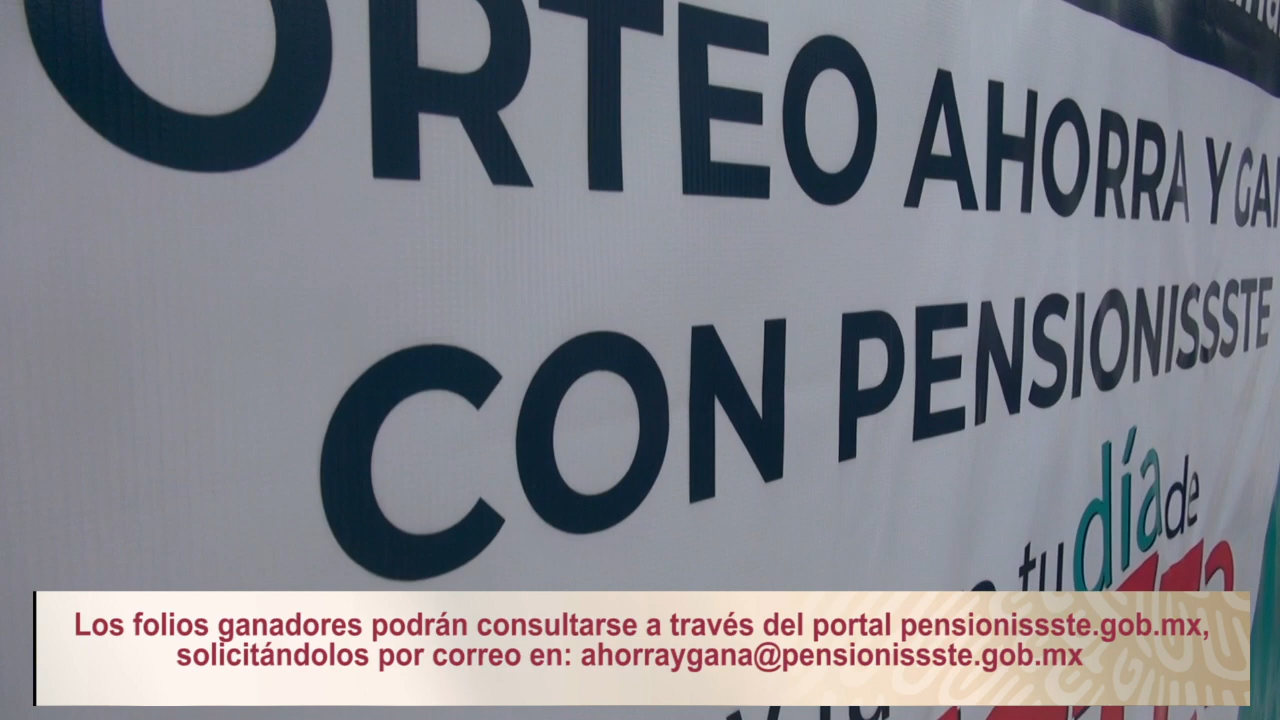 ORTEO AHORRA Y GAN
CON PENSIONISSSTE
tu día de
Los folios ganadores podrán consultarse a través del portal pensionissste.gob.mx,
solicitándolos por correo en: ahorraygana@pensionissste.gob.mx